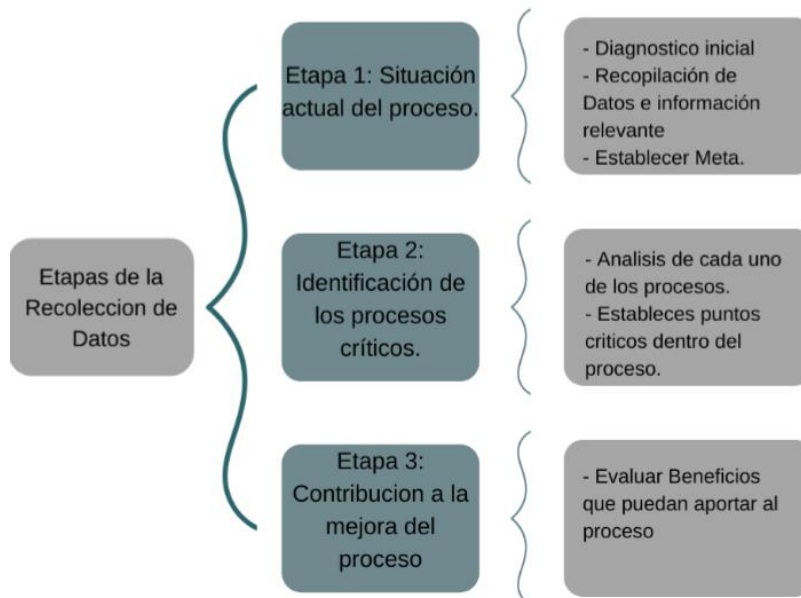 Etapas de la
Recoleccion de
Datos
Etapa 1: Situación
actual del proceso.
- Diagnostico inicial
- Recopilación de
Datos e información
relevante
- Establecer Meta.
Etapa 2:
Identificación de
los procesos
críticos.
- Analisis de cada uno
de los procesos.
- Estableces puntos
criticos dentro del
proceso.
Etapa 3:
Contribucion a la
mejora del
proceso
- Evaluar Beneficios
que puedan aportar al
proceso